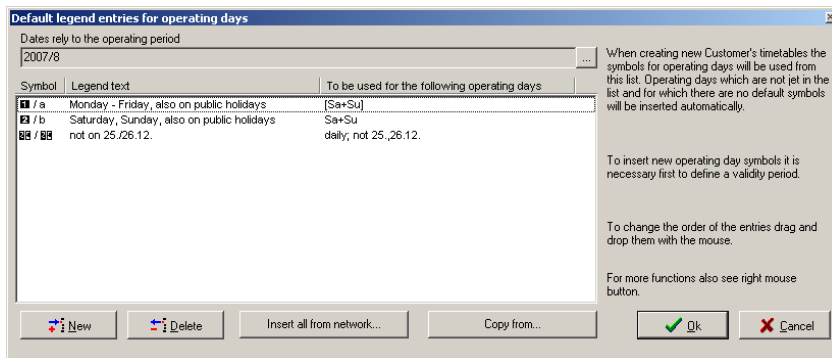 Default legend entries for operating days
Dates rely to the operating period
2007/8
...
Symbol Legend text To be used for the following operating days
1 / a Monday - Friday, also on public holidays [Sa+Su]
2 / b Saturday, Sunday, also on public holidays Sa+Su
/ not on 25./26.12. daily; not 25.,26.12.
When creating new Customer's timetables the
symbols for operating days will be used from
this list. Operating days which are not jet in the
list and for which there are no default symbols
will be inserted automatically.
To insert new operating day symbols it is
necessary first to define a validity period.
To change the order of the entries drag and
drop them with the mouse.
For more functions also see right mouse
button.
New Delete Insert all from network... Copy from... Ok Cancel